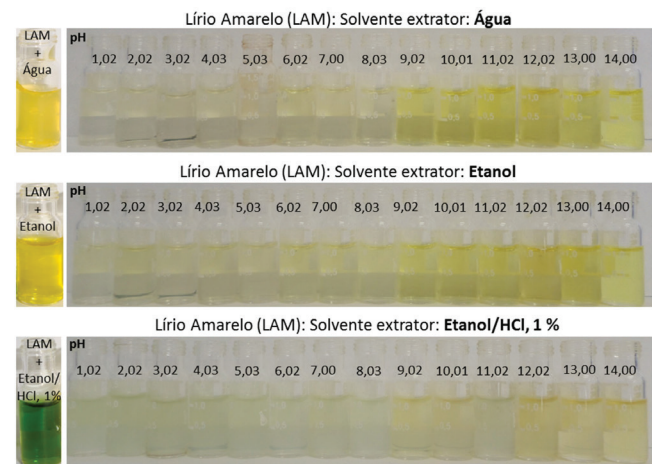 Lírio Amarelo (LAM): Solvente extrator: Água
LAM
+
Água
pH
1,02 2,02 3,02 4,03 5,03 6,02 7,00 8,03 9,02 10,01 11,02 12,02 13,00 14,00
Lírio Amarelo (LAM): Solvente extrator: Etanol
LAM
+
Etanol
pH
1,02 2,02 3,02 4,03 5,03 6,02 7,00 8,03 9,02 10,01 11,02 12,02 13,00 14,00
Lírio Amarelo (LAM): Solvente extrator: Etanol/HCl, 1 %
LAM
+
Etanol/
HCl, 1%
pH
1,02 2,02 3,02 4,03 5,03 6,02 7,00 8,03 9,02 10,01 11,02 12,02 13,00 14,00